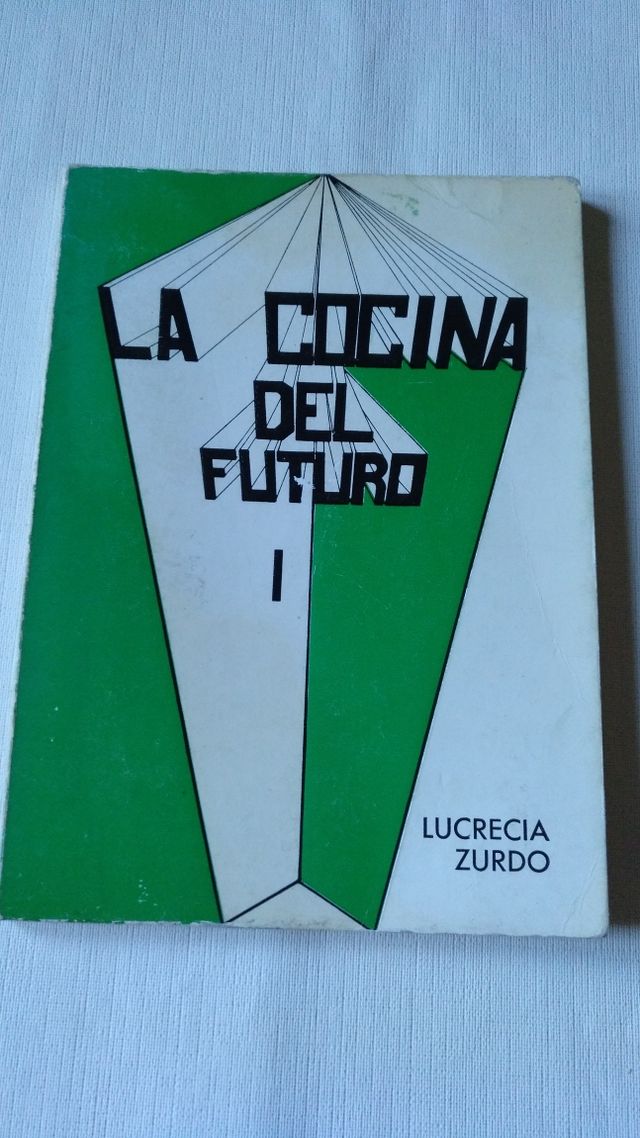 LA COCINA
DEL
FUTURO
I
LUCRECIA
ZURDO